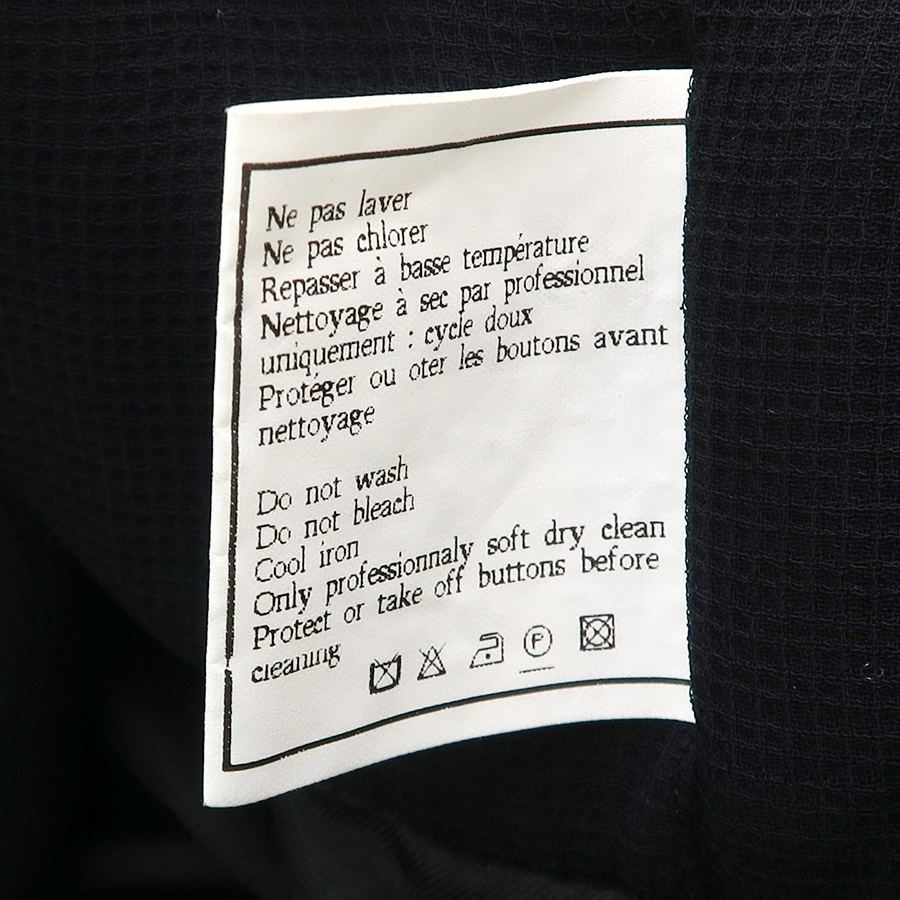 Ne pas laver
Ne pas chlorer
Repasser à basse température
Nettoyage à sec par professionnel
uniquement : cycle doux
Protéger ou oter les boutons avant
nettoyage
Do not wash
Do not bleach
Cool iron
Only professionnaly soft dry clean
Protect or take off buttons before
cleaning
P